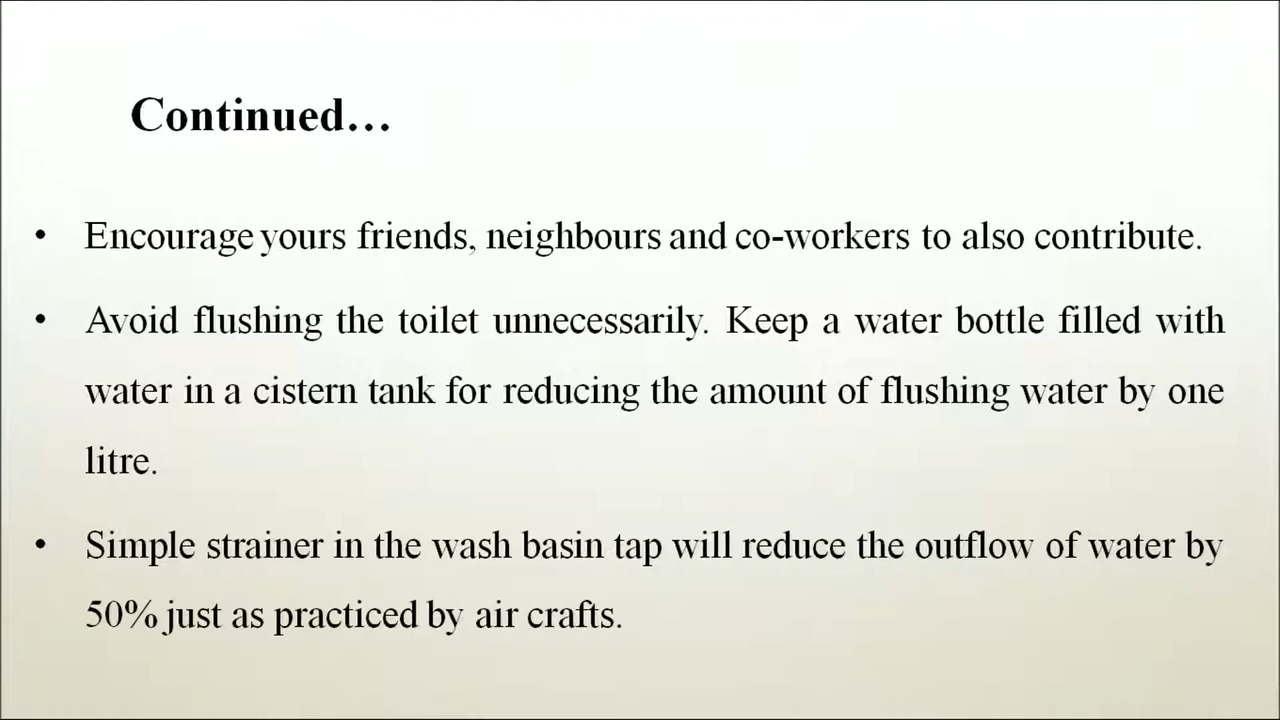 Continued…
• Encourage yours friends, neighbours and co-workers to also contribute.
• Avoid flushing the toilet unnecessarily. Keep a water bottle filled with
water in a cistern tank for reducing the amount of flushing water by one
litre.
• Simple strainer in the wash basin tap will reduce the outflow of water by
50% just as practiced by air crafts.